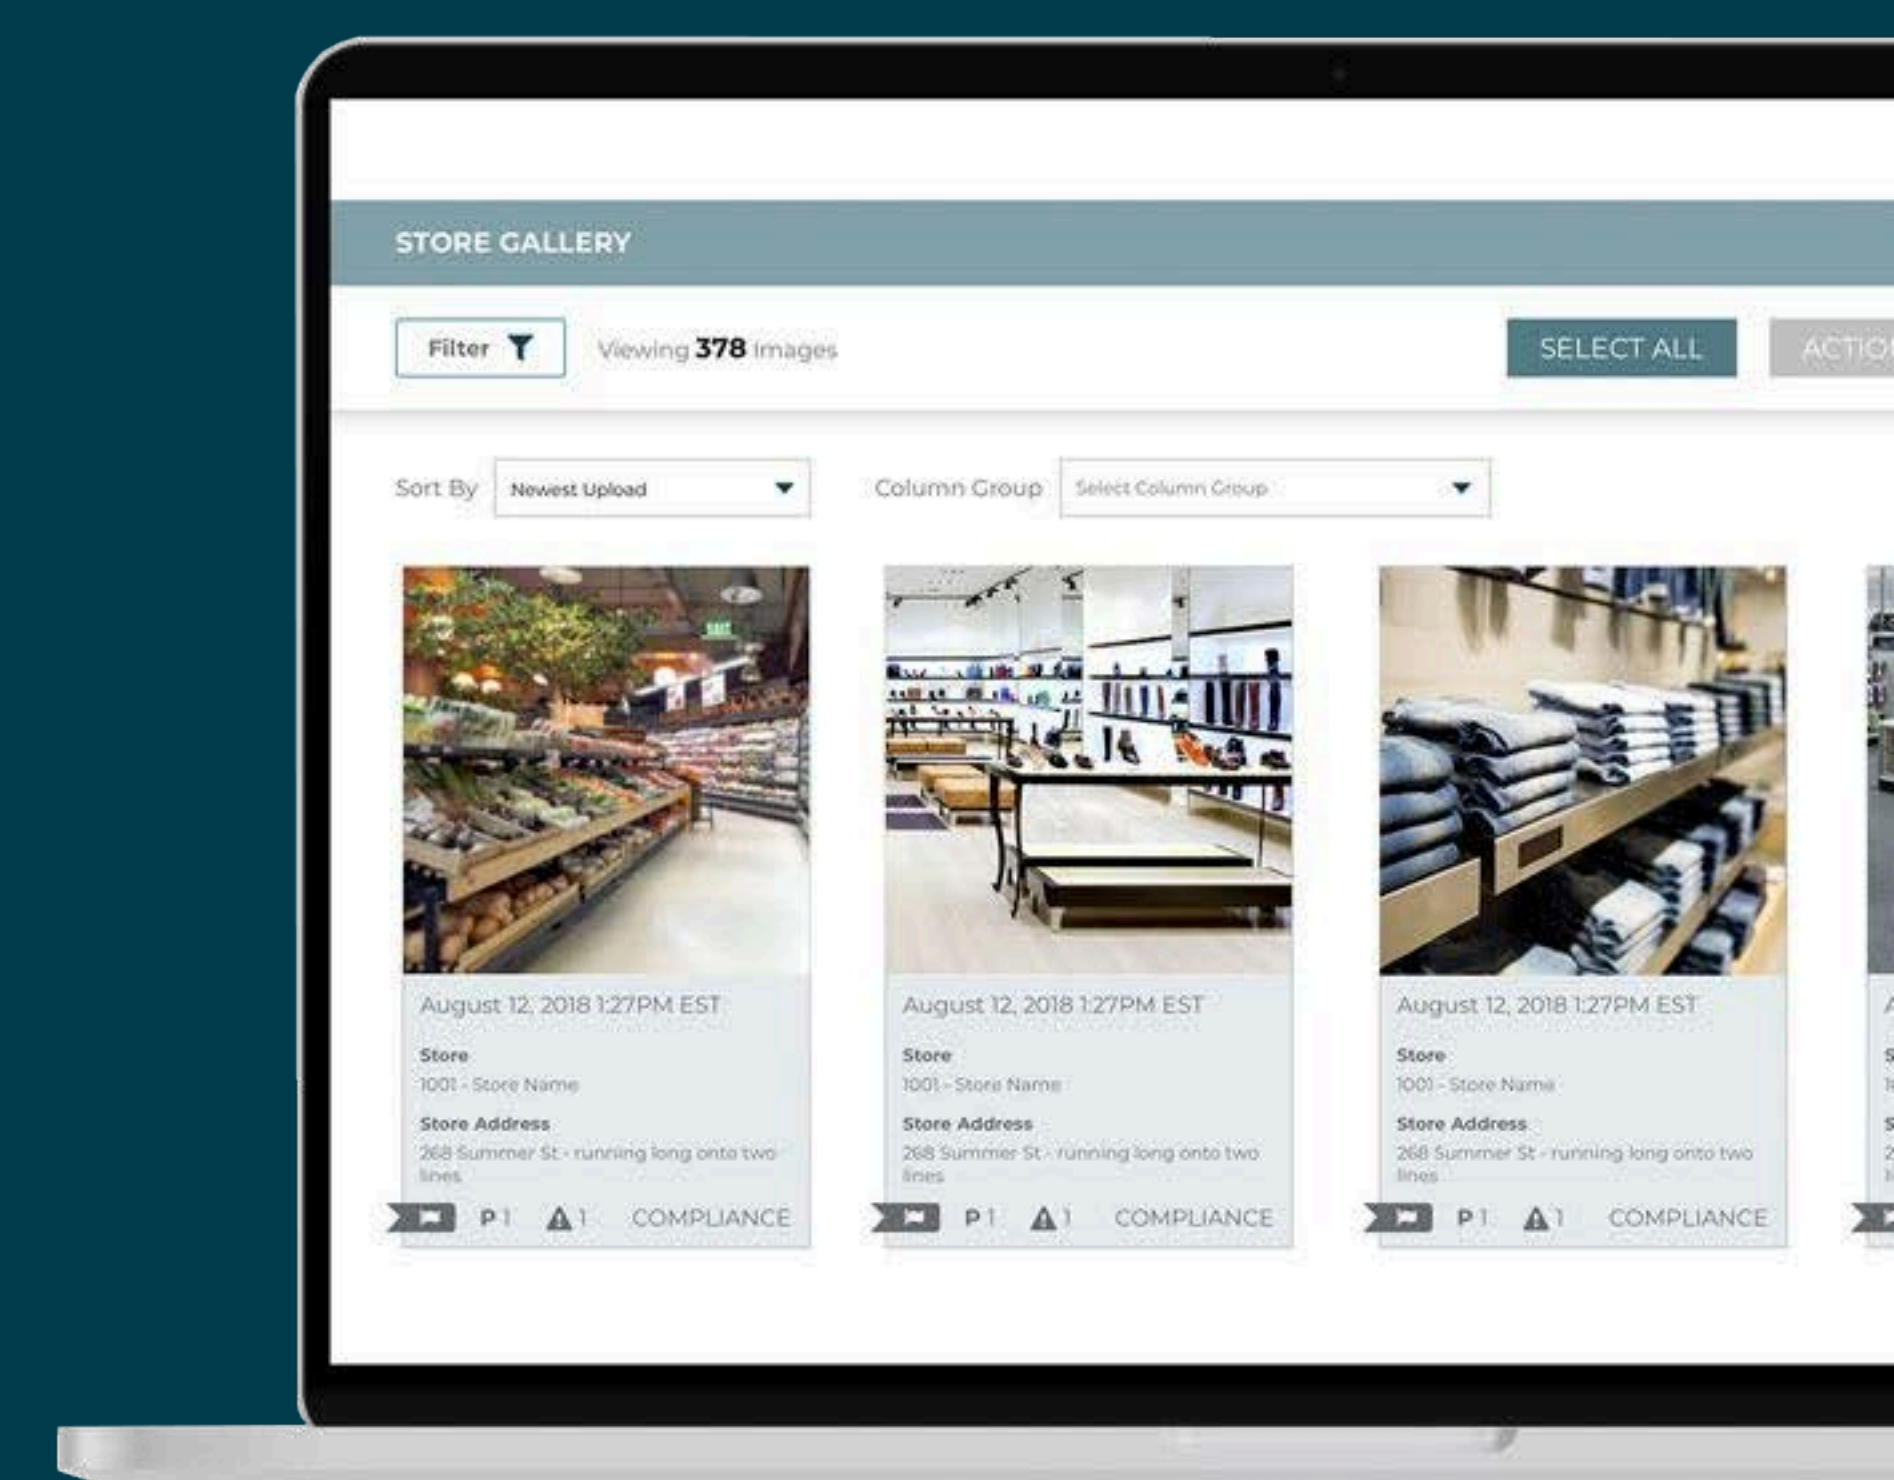 STORE GALLERY
Filter
Viewing 378 Images
SELECT ALL
Sort By
Newest Upload
Column Group
Select Column Group
EXIT
August 12, 2018 1:27PM EST
Store
1001 - Store Name
Store Address
268 Summer St - running long onto two
lines
P 1
1
COMPLIANCE
August 12, 2018 1:27PM EST
Store
1001 - Store Name
Store Address
268 Summer St - running long onto two
lines
P 1
1
COMPLIANCE
August 12, 2018 1:27PM EST
Store
1001 - Store Name
Store Address
268 Summer St - running long onto two
lines
P 1
1
COMPLIANCE